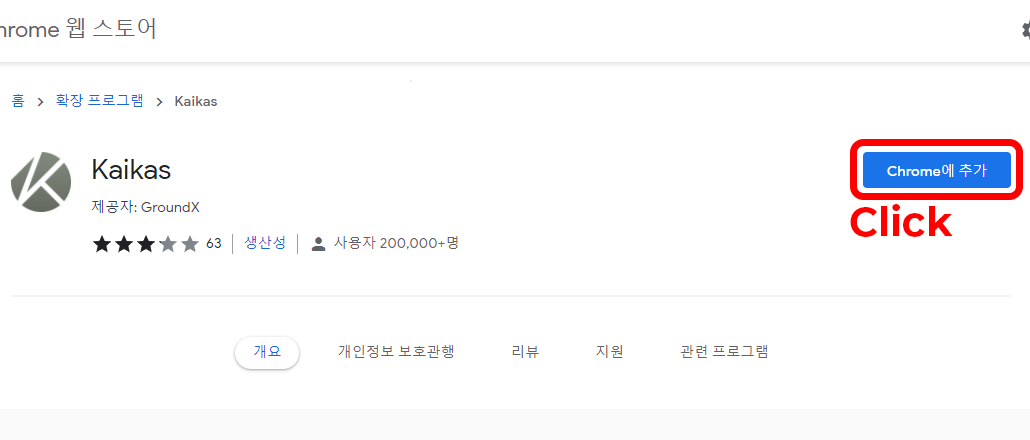 hrome 웹 스토어
홈 > 확장 프로그램 > Kaikas
Kaikas
Chrome에 추가
제공자: GroundX
Click
63 생산성 사용자 200,000+명
개요 개인정보 보호관행 리뷰 지원 관련 프로그램